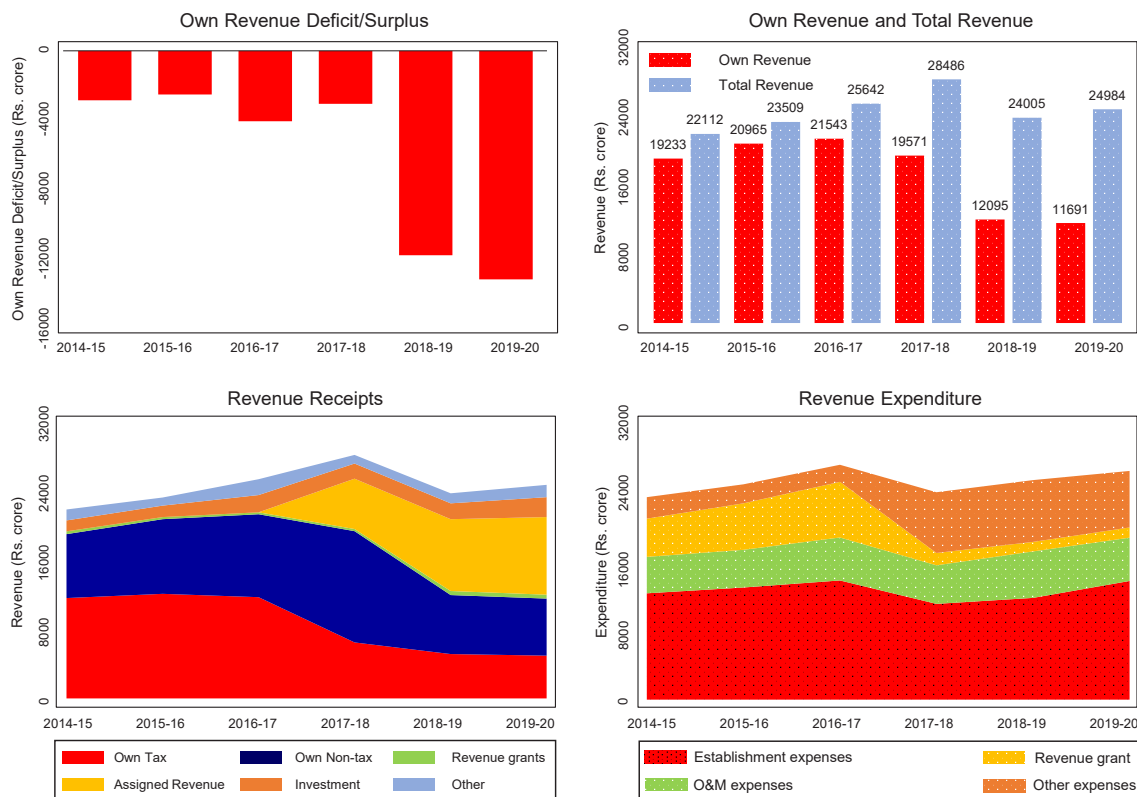 Own Revenue Deficit/Surplus
Own Revenue Deficit/Surplus (Rs. crore)
0
-4000
-8000
-12000
-16000
2014-15 2015-16 2016-17 2017-18 2018-19 2019-20
Own Revenue and Total Revenue
Revenue (Rs. crore)
32000
24000
16000
8000
0
Own Revenue
Total Revenue
19233 22112 20965 23509 21543 25642 19571 28486 12095 24005 11691 24984
2014-15 2015-16 2016-17 2017-18 2018-19 2019-20
Revenue Receipts
Revenue (Rs. crore)
32000
24000
16000
8000
0
2014-15 2015-16 2016-17 2017-18 2018-19 2019-20
Own Tax Own Non-tax Revenue grants
Assigned Revenue Investment Other
Revenue Expenditure
Expenditure (Rs. crore)
32000
24000
16000
8000
0
2014-15 2015-16 2016-17 2017-18 2018-19 2019-20
Establishment expenses Revenue grant
O&M expenses Other expenses